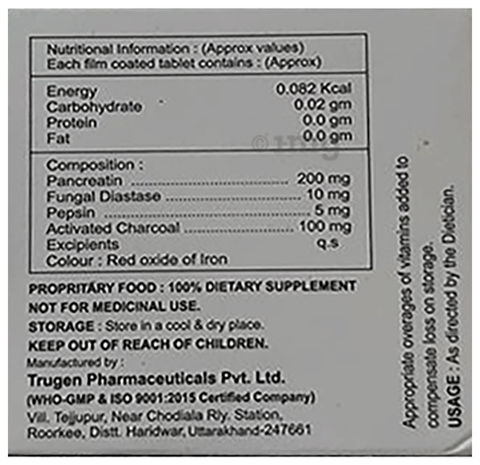 Nutritional Information : (Approx values)
Each film coated tablet contains : (Approx)
Energy 0.082 Kcal
Carbohydrate 0.02 gm
Protein 0.0 gm
Fat 0.0 gm
Composition :
Pancreatin ................................ 200 mg
Fungal Diastase ........................... 10 mg
Pepsin ........................................ 5 mg
Activated Charcoal ...................... 100 mg
Excipients q.s
Colour : Red oxide of Iron
PROPRITARY FOOD : 100% DIETARY SUPPLEMENT
NOT FOR MEDICINAL USE.
STORAGE : Store in a cool & dry place.
KEEP OUT OF REACH OF CHILDREN.
Manufactured by :
Trugen Pharmaceuticals Pvt. Ltd.
(WHO-GMP & ISO 9001:2015 Certified Company)
Vill. Tejjupur, Near Chodiala Rly. Station,
Roorkee, Distt. Haridwar, Uttarakhand-247661
Appropriate overages of vitamins added to
compensate loss on storage.
USAGE : As directed by the Dietician.